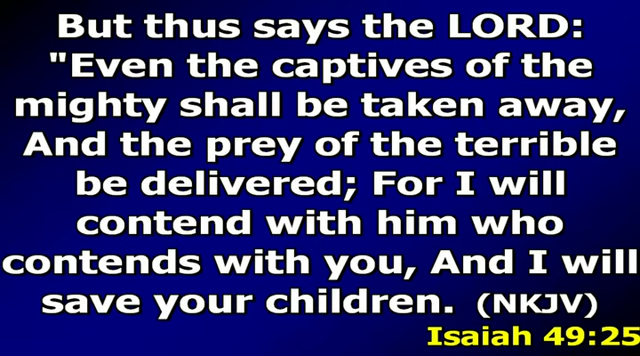 But thus says the LORD:
"Even the captives of the
mighty shall be taken away,
And the prey of the terrible
be delivered; For I will
contend with him who
contends with you, And I will
save your children. (NKJV)
Isaiah 49:25